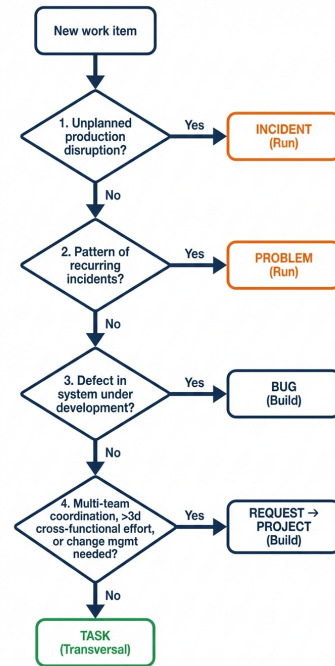 New work item
1. Unplanned
production
disruption?
Yes
INCIDENT
(Run)
No
2. Pattern of
recurring
incidents?
Yes
PROBLEM
(Run)
No
3. Defect in
system under
development?
Yes
BUG
(Build)
No
4. Multi-team
coordination, >3d
cross-functional effort,
or change mgmt
needed?
Yes
REQUEST →
PROJECT
(Build)
No
TASK
(Transversal)